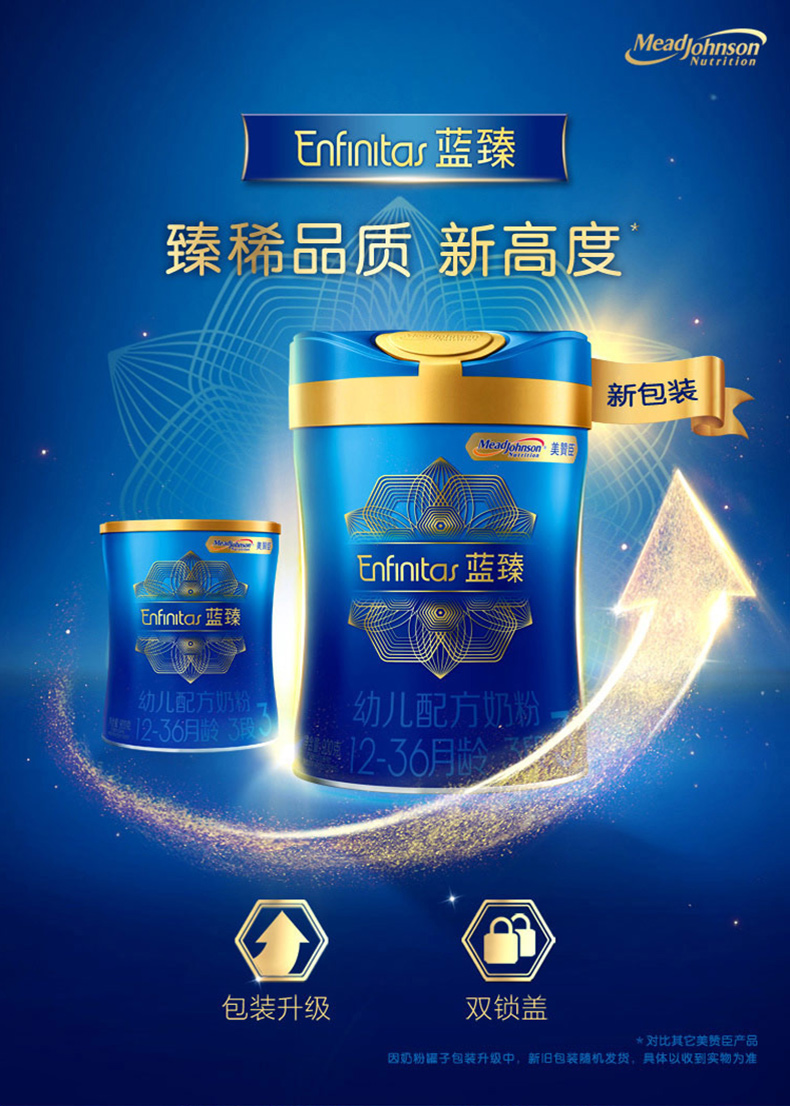 MeadJohnson
Nutrition
Enfinitas 蓝臻
臻稀品质 新高度*
新包装
MeadJohnson
Nutrition
美贊臣
Enfinitas 蓝臻
幼儿配方奶粉
12-36月龄 3段
MeadJohnson
Nutrition
美贊臣
Enfinitas 蓝臻
幼儿配方奶粉 3
12-36月龄 3段
包装升级
双锁盖
*对比其它美赞臣产品
因奶粉罐子包装升级中，新旧包装随机发货，具体以收到实物为准